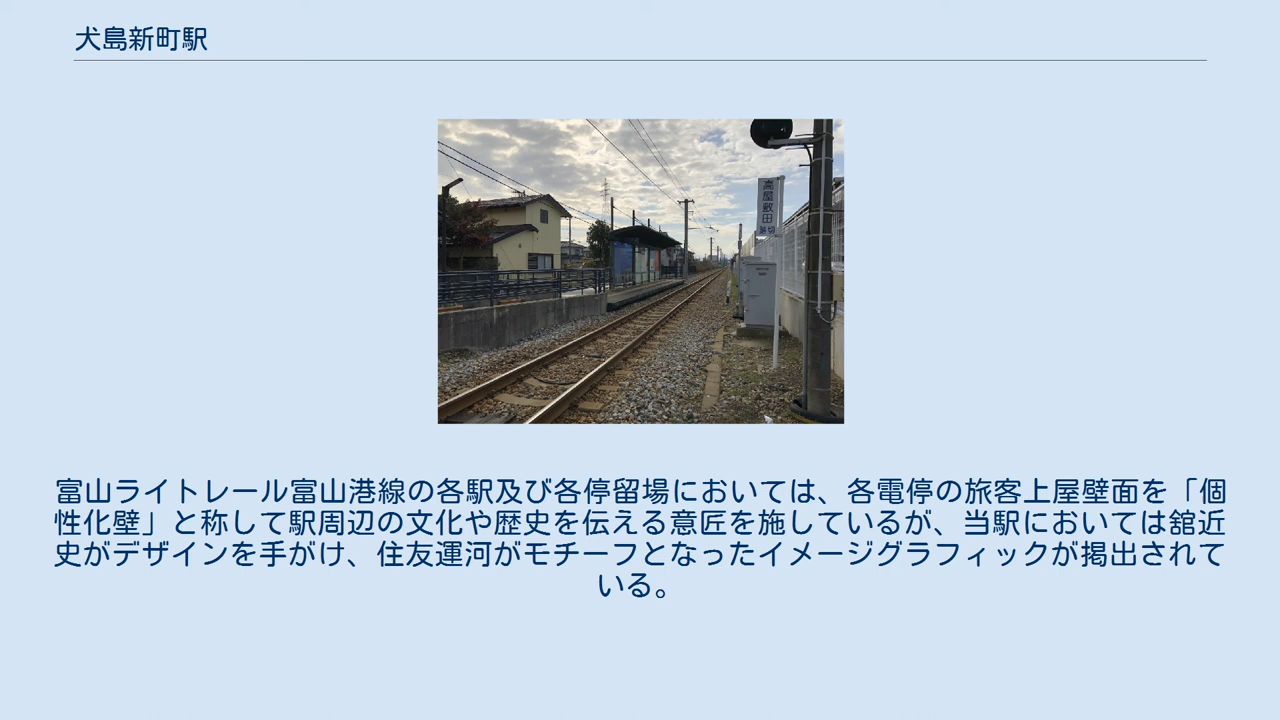 犬島新町駅
高屋敷田
踏切
富山ライトレール富山港線の各駅及び各停留場においては、各電停の旅客上屋壁面を「個
性化壁」と称して駅周辺の文化や歴史を伝える意匠を施しているが、当駅においては舘近
史がデザインを手がけ、住友運河がモチーフとなったイメージグラフィックが掲出されて
いる。